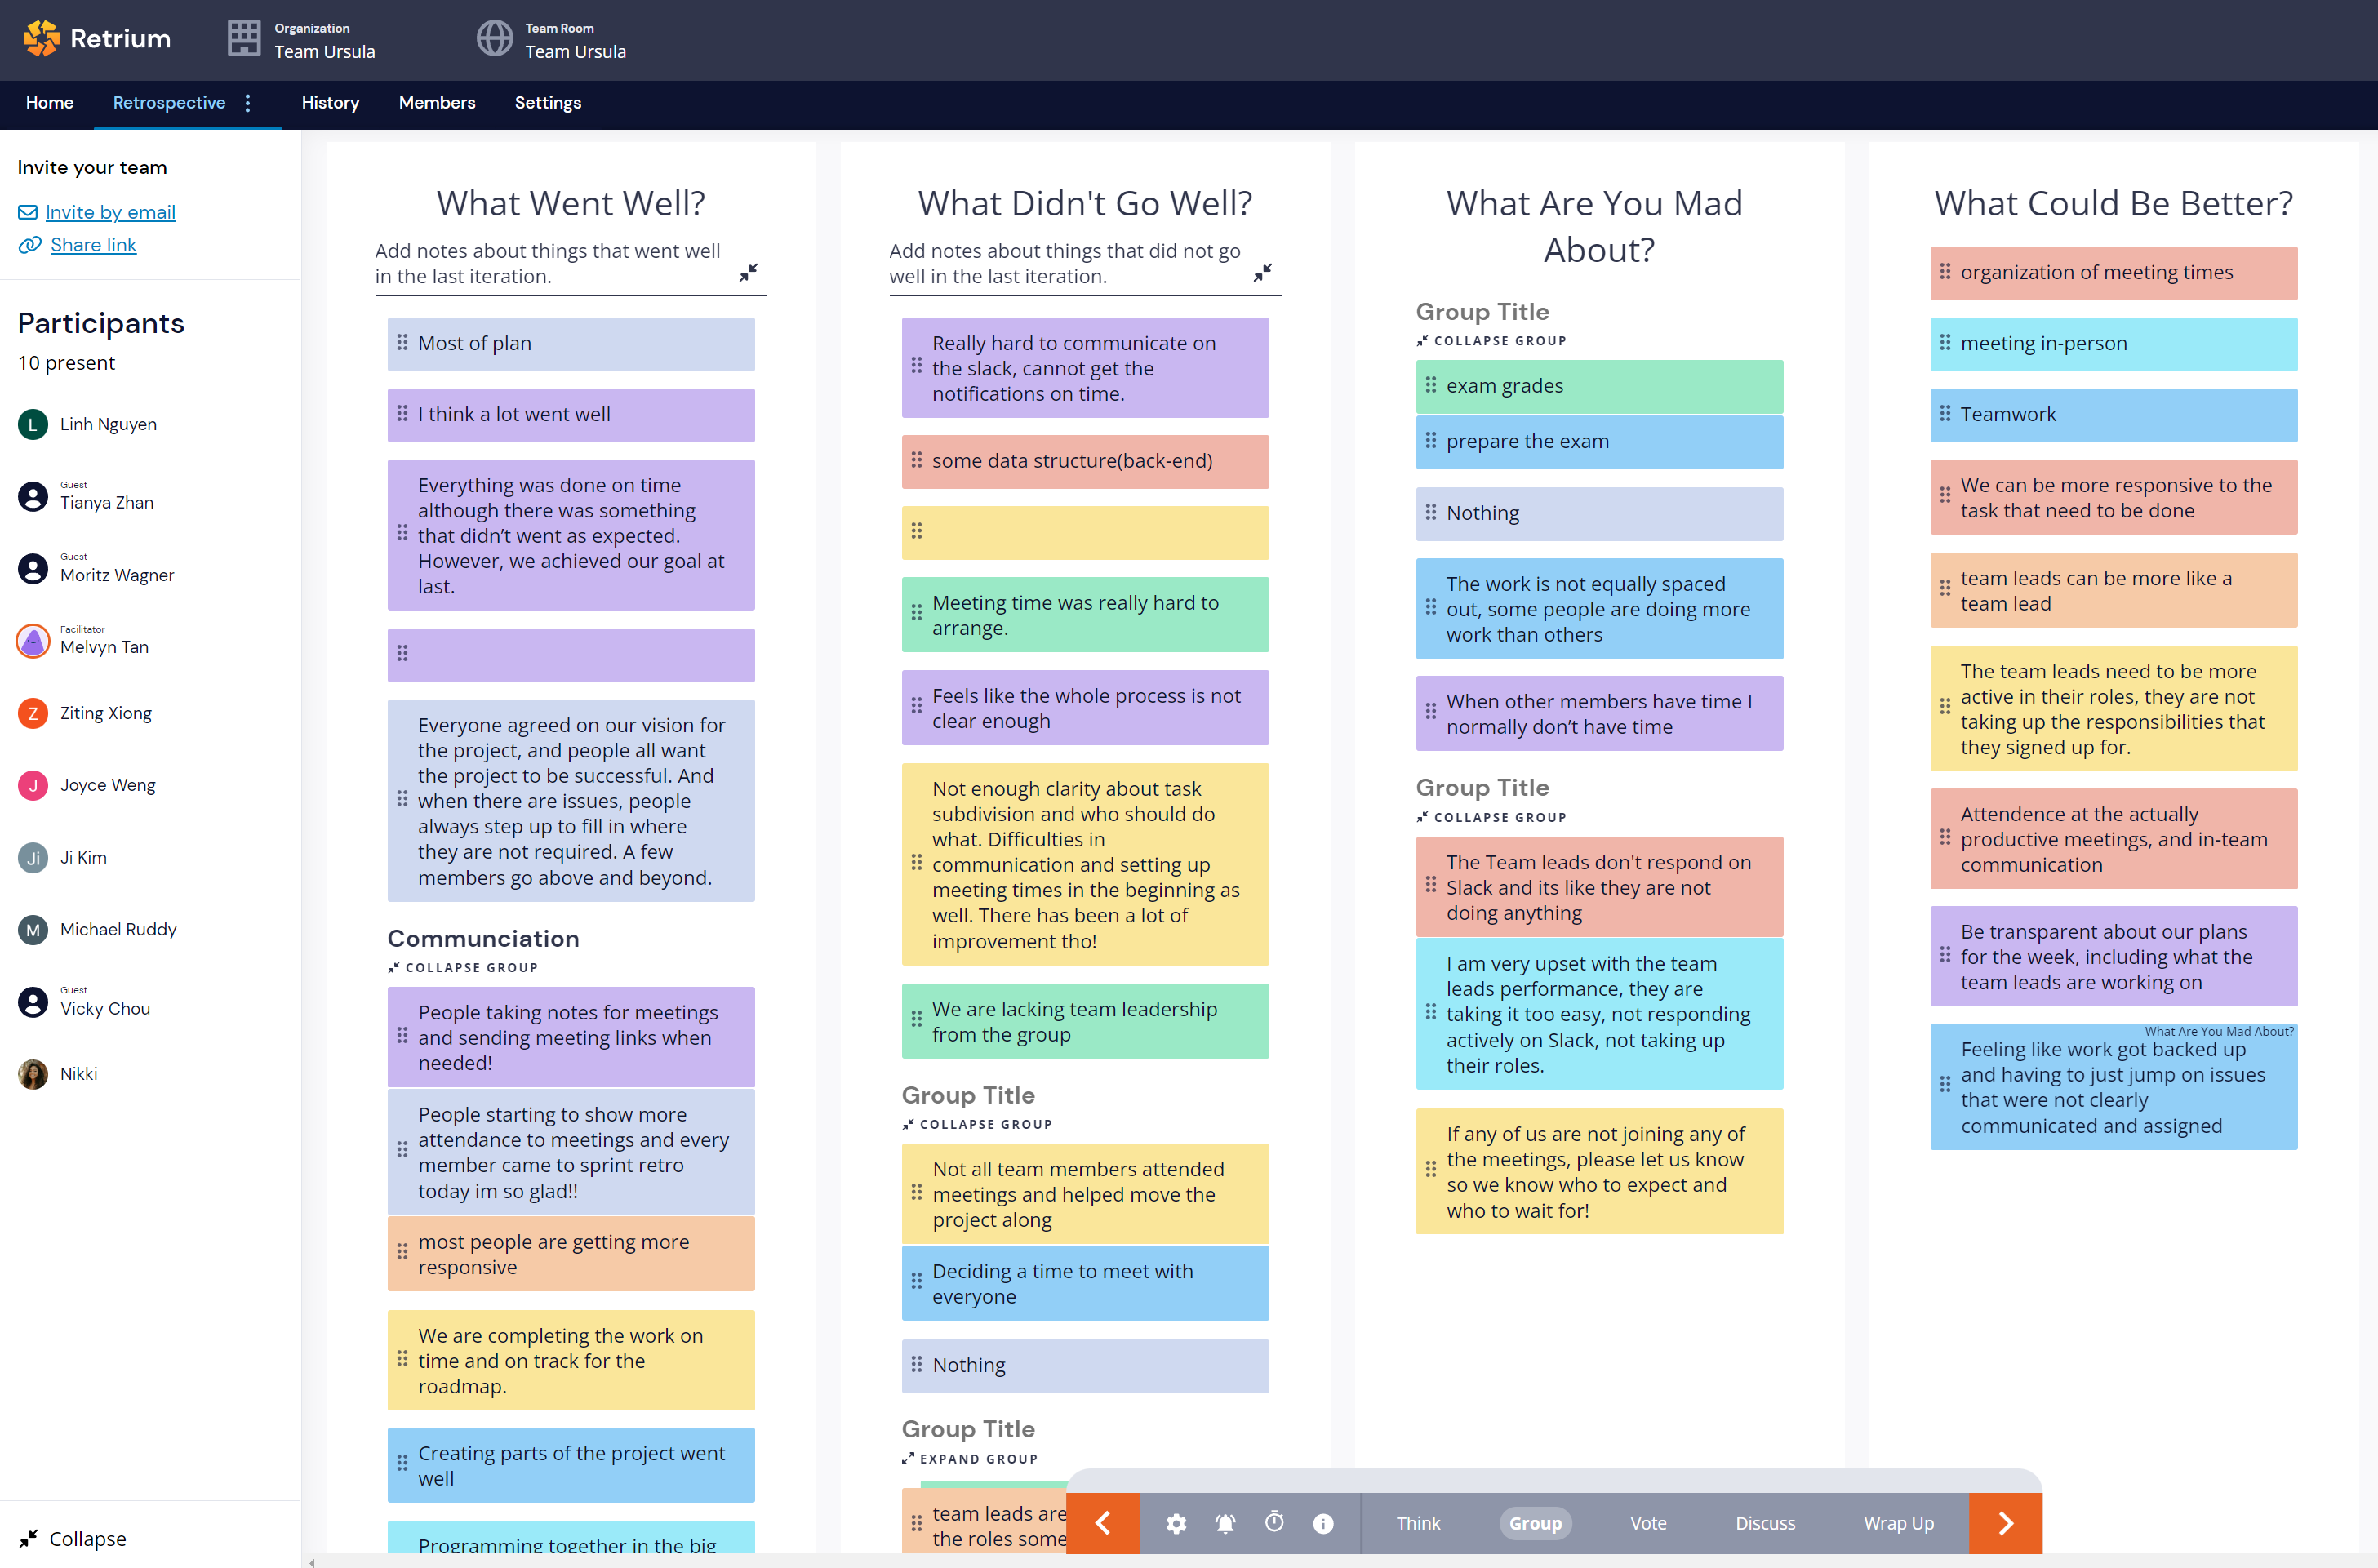 Retrium
Organization
Team Ursula
Team Room
Team Ursula
Home
Retrospective
History
Members
Settings
Invite your team
Invite by email
Share link
Participants
10 present
L
Linh Nguyen
Guest
Tianya Zhan
Guest
Moritz Wagner
Facilitator
Melvyn Tan
Z
Ziting Xiong
J
Joyce Weng
Ji
Ji Kim
M
Michael Ruddy
Guest
Vicky Chou
Nikki
Collapse
What Went Well?
Add notes about things that went well
in the last iteration.
Most of plan
I think a lot went well
Everything was done on time
although there was something
that didn’t went as expected.
However, we achieved our goal at
last.
Everyone agreed on our vision for
the project, and people all want
the project to be successful. And
when there are issues, people
always step up to fill in where
they are not required. A few
members go above and beyond.
Communciation
COLLAPSE GROUP
People taking notes for meetings
and sending meeting links when
needed!
People starting to show more
attendance to meetings and every
member came to sprint retro
today im so glad!!
most people are getting more
responsive
We are completing the work on
time and on track for the
roadmap.
Creating parts of the project went
well
Programming together in the big
What Didn't Go Well?
Add notes about things that did not go
well in the last iteration.
Really hard to communicate on
the slack, cannot get the
notifications on time.
some data structure(back-end)
Meeting time was really hard to
arrange.
Feels like the whole process is not
clear enough
Not enough clarity about task
subdivision and who should do
what. Difficulties in
communication and setting up
meeting times in the beginning as
well. There has been a lot of
improvement tho!
We are lacking team leadership
from the group
Group Title
COLLAPSE GROUP
Not all team members attended
meetings and helped move the
project along
Deciding a time to meet with
everyone
Nothing
Group Title
EXPAND GROUP
team leads are
the roles some
What Are You Mad
About?
Group Title
COLLAPSE GROUP
exam grades
prepare the exam
Nothing
The work is not equally spaced
out, some people are doing more
work than others
When other members have time I
normally don’t have time
Group Title
COLLAPSE GROUP
The Team leads don't respond on
Slack and its like they are not
doing anything
I am very upset with the team
leads performance, they are
taking it too easy, not responding
actively on Slack, not taking up
their roles.
If any of us are not joining any of
the meetings, please let us know
so we know who to expect and
who to wait for!
What Could Be Better?
organization of meeting times
meeting in-person
Teamwork
We can be more responsive to the
task that need to be done
team leads can be more like a
team lead
The team leads need to be more
active in their roles, they are not
taking up the responsibilities that
they signed up for.
Attendence at the actually
productive meetings, and in-team
communication
Be transparent about our plans
for the week, including what the
team leads are working on
What Are You Mad About?
Feeling like work got backed up
and having to just jump on issues
that were not clearly
communicated and assigned
Think
Group
Vote
Discuss
Wrap Up